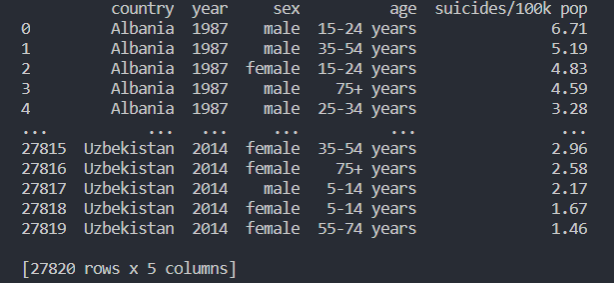 country year sex age suicides/100k pop
0 Albania 1987 male 15-24 years 6.71
1 Albania 1987 male 35-54 years 5.19
2 Albania 1987 female 15-24 years 4.83
3 Albania 1987 male 75+ years 4.59
4 Albania 1987 male 25-34 years 3.28
... ... ... ... ... ...
27815 Uzbekistan 2014 female 35-54 years 2.96
27816 Uzbekistan 2014 female 75+ years 2.58
27817 Uzbekistan 2014 male 5-14 years 2.17
27818 Uzbekistan 2014 female 5-14 years 1.67
27819 Uzbekistan 2014 female 55-74 years 1.46
[27820 rows x 5 columns]